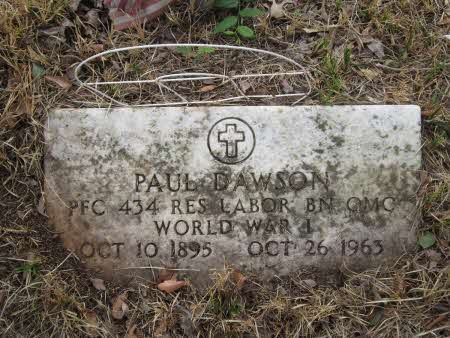 PAUL DAWSON
PFC 434 RES LABOR BN QMC
WORLD WAR I
OCT 10 1895 OCT 26 1963